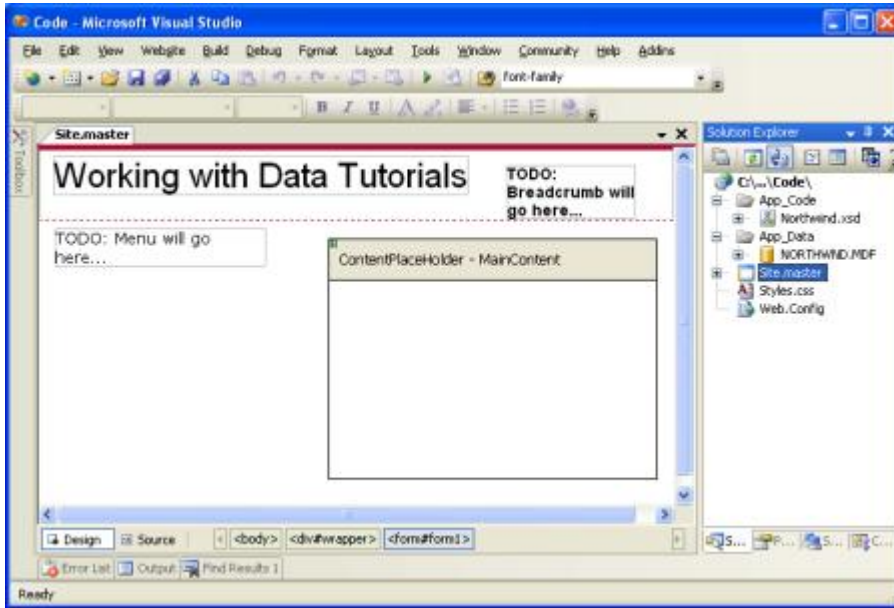 Code - Microsoft Visual Studio
File Edit View Website Build Debug Format Layout Tools Window Community Help Addins
font-family
B I U A
Toolbox
Site.master
Working with Data Tutorials
TODO:
Breadcrumb will
go here...
TODO: Menu will go
here...
ContentPlaceHolder - MainContent
Solution Explorer
C:\...\Code\
App_Code
Northwind.xsd
App_Data
NORTHWND.MDF
Site.master
Styles.css
Web.Config
Design Source <body> <div#wrapper> <form#form1>
S... P... S... C...
Error List Output Find Results 1
Ready